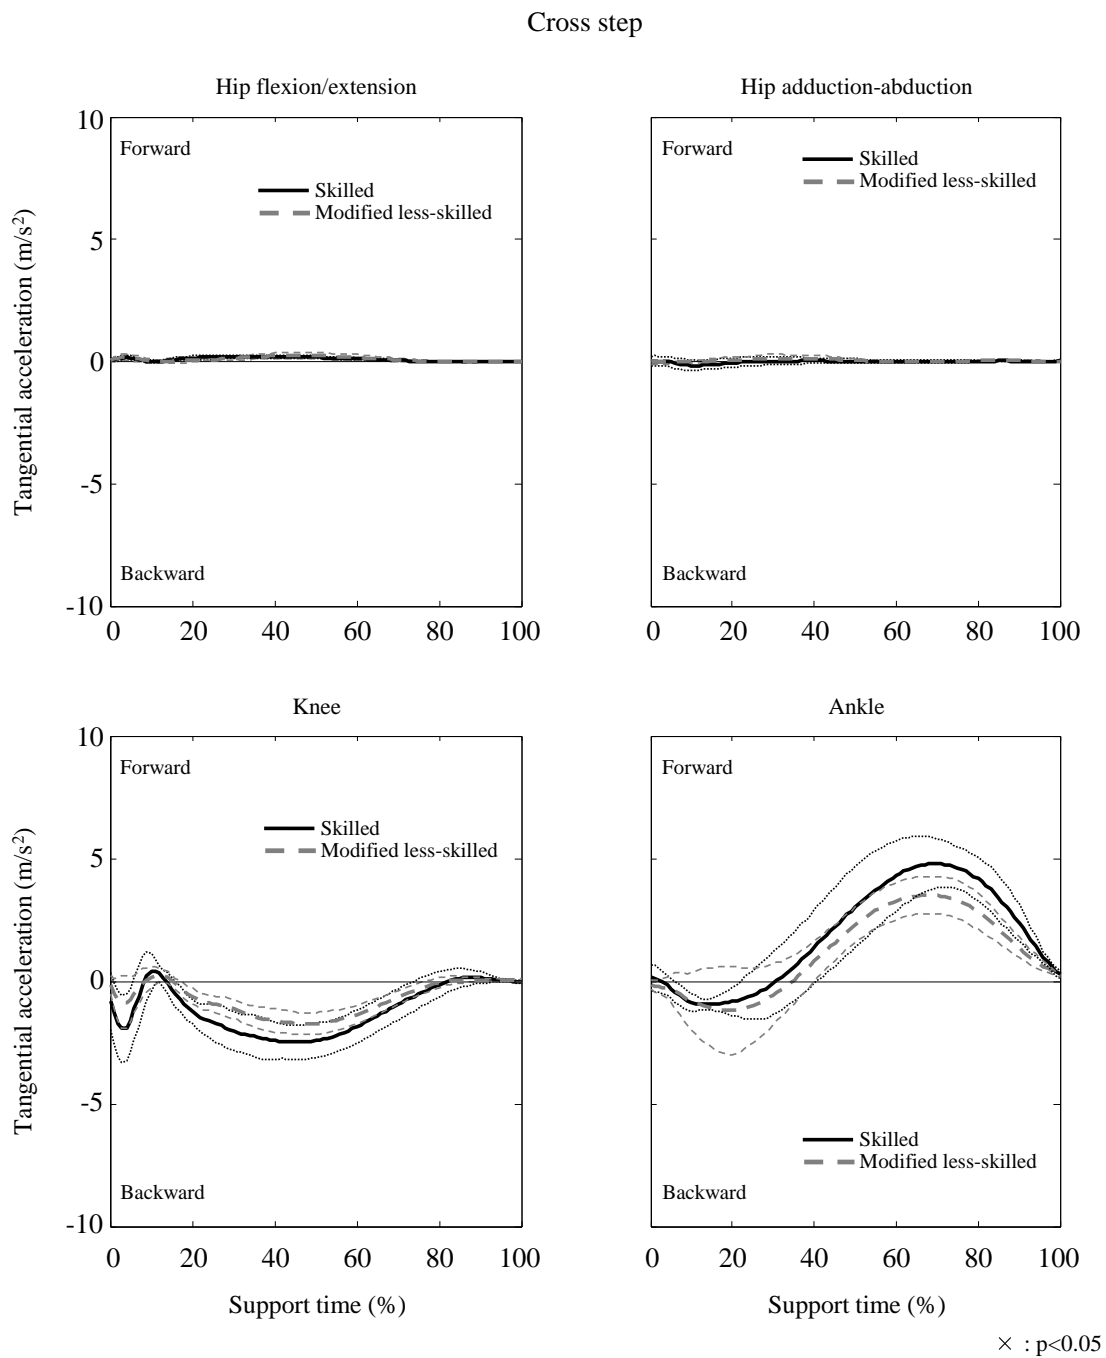 Cross step
Hip flexion/extension
Hip adduction-abduction
10
Forward
Skilled
Modified less-skilled
5
0
-5
Backward
-10
0 20 40 60 80 100
Tangential acceleration (m/s²)
Forward
Skilled
Modified less-skilled
Backward
0 20 40 60 80 100
Knee
Ankle
10
Forward
Skilled
Modified less-skilled
5
0
-5
Backward
-10
0 20 40 60 80 100
Tangential acceleration (m/s²)
Support time (%)
Forward
Skilled
Modified less-skilled
Backward
0 20 40 60 80 100
Support time (%)
× : p<0.05